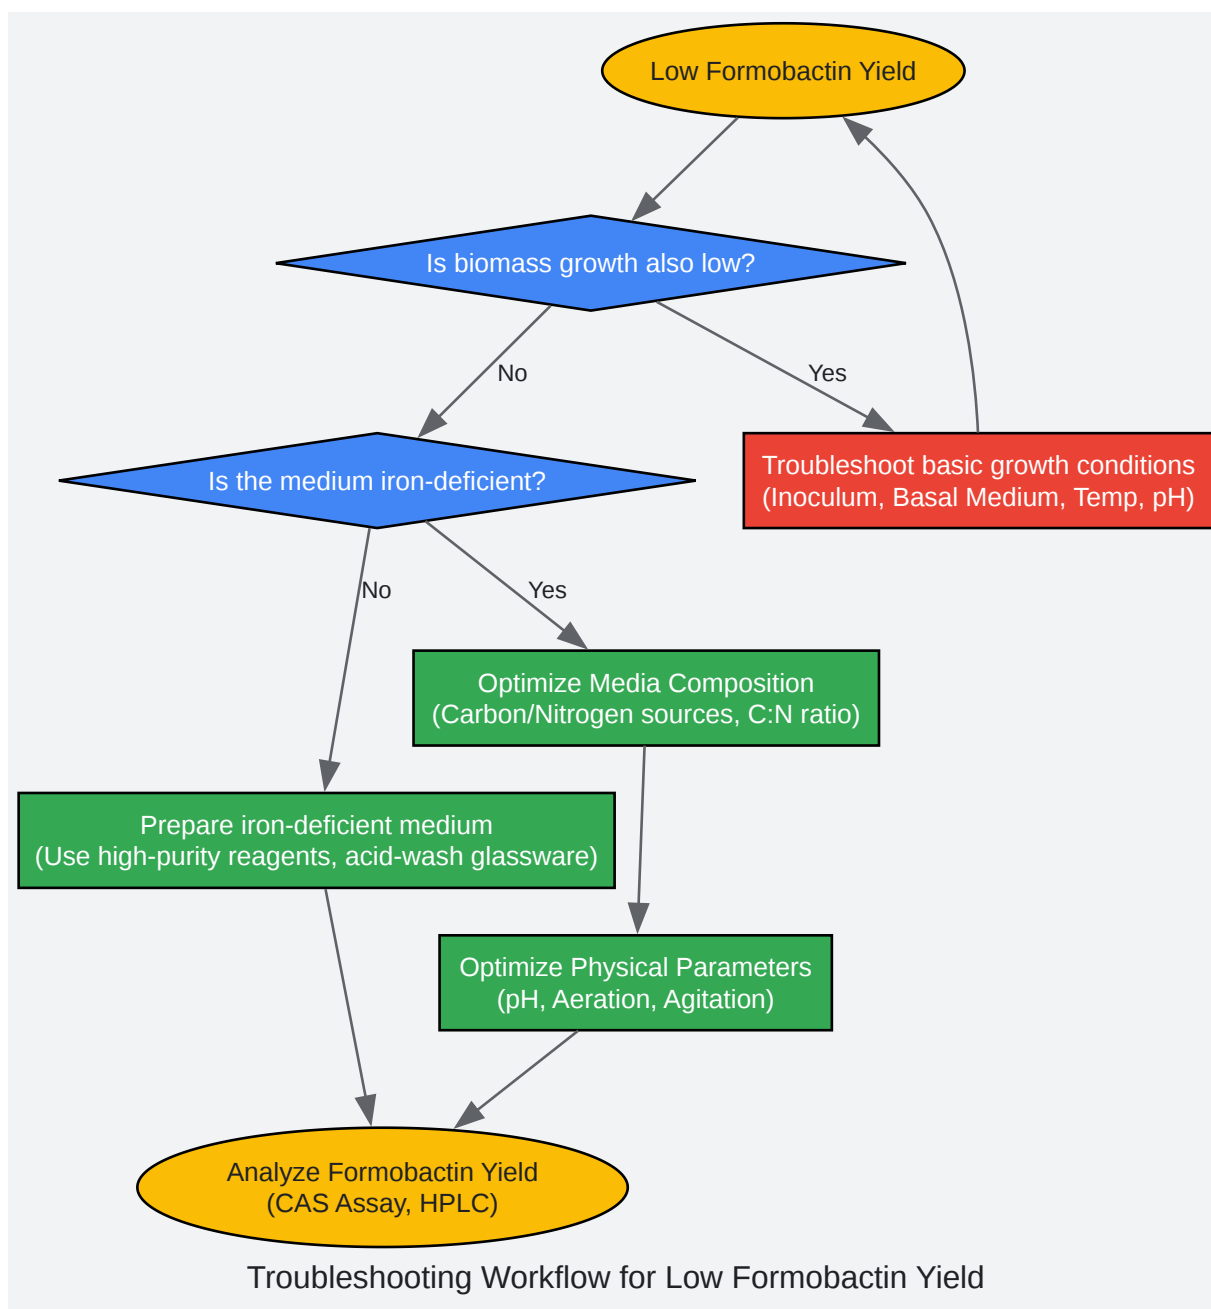 Low Formobactin Yield
Is biomass growth also low?
No
Yes
Is the medium iron-deficient?
Troubleshoot basic growth conditions
(Inoculum, Basal Medium, Temp, pH)
No
Yes
Optimize Media Composition
(Carbon/Nitrogen sources, C:N ratio)
Prepare iron-deficient medium
(Use high-purity reagents, acid-wash glassware)
Optimize Physical Parameters
(pH, Aeration, Agitation)
Analyze Formobactin Yield
(CAS Assay, HPLC)
Troubleshooting Workflow for Low Formobactin Yield